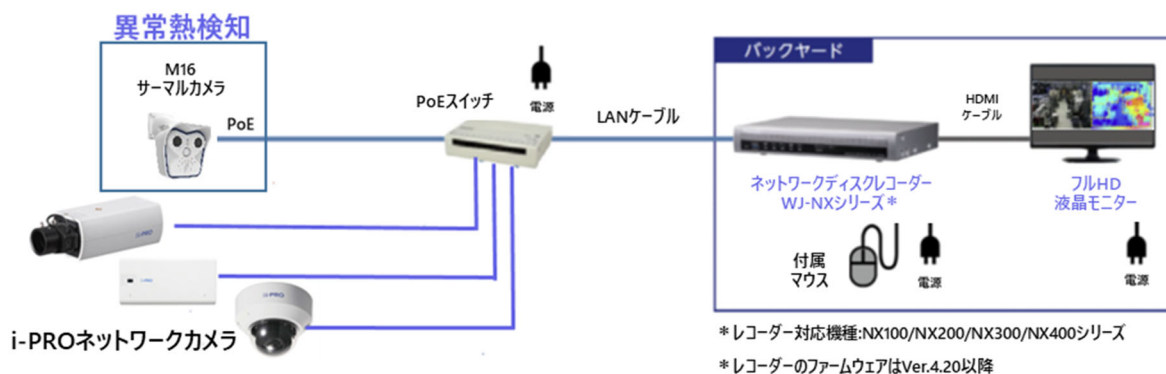 異常熱検知
M16
サーマルカメラ
PoE
PoEスイッチ
電源
LANケーブル
バックヤード
HDMI
ケーブル
ネットワークディスクレコーダー
WJ-NXシリーズ*
フルHD
液晶モニター
付属
マウス
電源
電源
i-PRO
i-PRO
i-PRO
i-PROネットワークカメラ
*レコーダー対応機種:NX100/NX200/NX300/NX400シリーズ
*レコーダーのファームウェアはVer.4.20以降